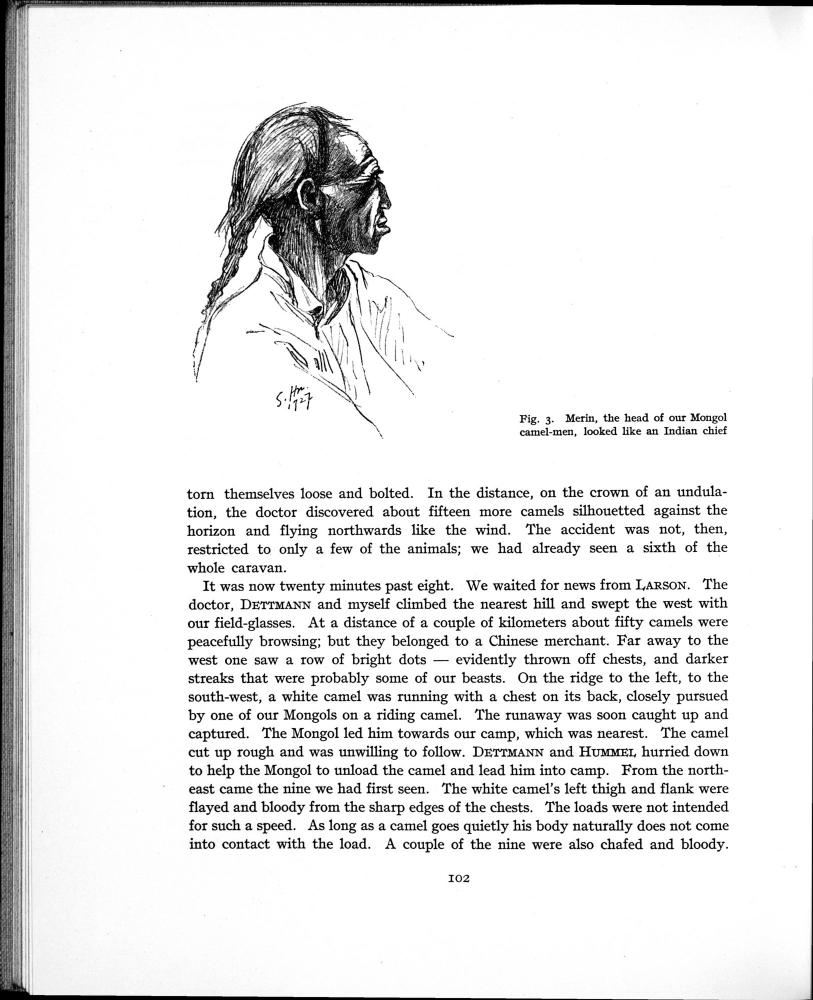 S. Hn.
1927
Fig. 3. Merin, the head of our Mongol
camel-men, looked like an Indian chief
torn themselves loose and bolted. In the distance, on the crown of an undula-
tion, the doctor discovered about fifteen more camels silhouetted against the
horizon and flying northwards like the wind. The accident was not, then,
restricted to only a few of the animals; we had already seen a sixth of the
whole caravan.
It was now twenty minutes past eight. We waited for news from LARSON. The
doctor, DETTMANN and myself climbed the nearest hill and swept the west with
our field-glasses. At a distance of a couple of kilometers about fifty camels were
peacefully browsing; but they belonged to a Chinese merchant. Far away to the
west one saw a row of bright dots — evidently thrown off chests, and darker
streaks that were probably some of our beasts. On the ridge to the left, to the
south-west, a white camel was running with a chest on its back, closely pursued
by one of our Mongols on a riding camel. The runaway was soon caught up and
captured. The Mongol led him towards our camp, which was nearest. The camel
cut up rough and was unwilling to follow. DETTMANN and HUMMEL hurried down
to help the Mongol to unload the camel and lead him into camp. From the north-
east came the nine we had first seen. The white camel's left thigh and flank were
flayed and bloody from the sharp edges of the chests. The loads were not intended
for such a speed. As long as a camel goes quietly his body naturally does not come
into contact with the load. A couple of the nine were also chafed and bloody.
102